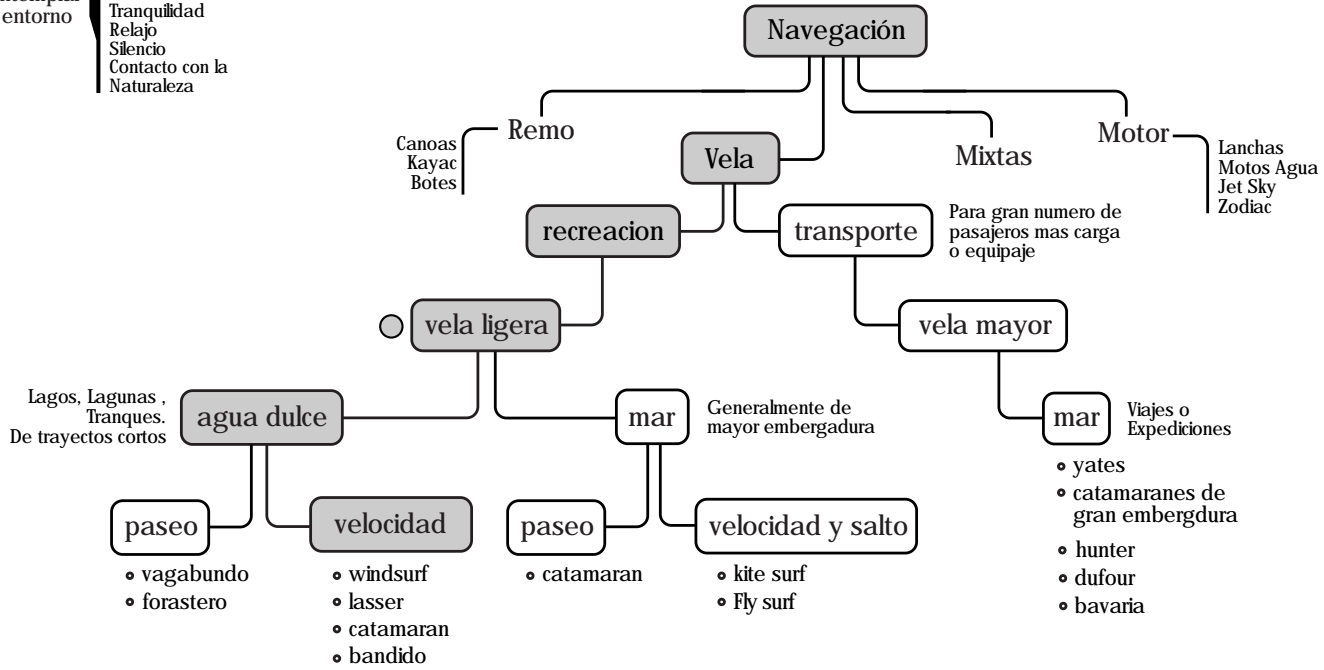 entorno
Tranquilidad
Relajo
Silencio
Contacto con la
Naturaleza
Navegación
Remo
Canoas
Kayac
Botes
Vela
Mixtas
Motor
Lanchas
Motos Agua
Jet Sky
Zodiac
recreacion
transporte
Para gran numero de
pasajeros mas carga
o equipaje
vela ligera
vela mayor
Lagos, Lagunas ,
Tranques.
De trayectos cortos
agua dulce
mar
Generalmente de
mayor embergadura
mar
Viajes o
Expediciones
yates
catamaranes de
gran embergdura
hunter
dufour
bavaria
paseo
vagabundo
forastero
velocidad
windsurf
lasser
catamaran
bandido
paseo
catamaran
velocidad y salto
kite surf
Fly surf